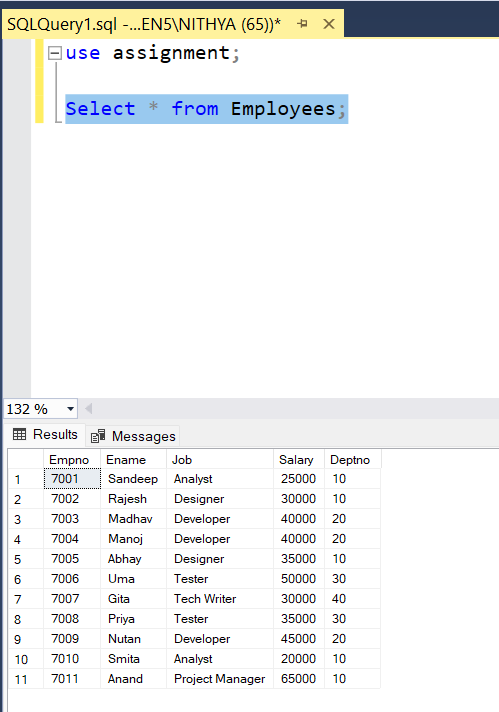 SQLQuery1.sql -...EN5\NITHYA (65))*
use assignment;
Select * from Employees;
132 %
Results Messages
Empno Ename Job Salary Deptno
1 7001 Sandeep Analyst 25000 10
2 7002 Rajesh Designer 30000 10
3 7003 Madhav Developer 40000 20
4 7004 Manoj Developer 40000 20
5 7005 Abhay Designer 35000 10
6 7006 Uma Tester 50000 30
7 7007 Gita Tech Writer 30000 40
8 7008 Priya Tester 35000 30
9 7009 Nutan Developer 45000 20
10 7010 Smita Analyst 20000 10
11 7011 Anand Project Manager 65000 10